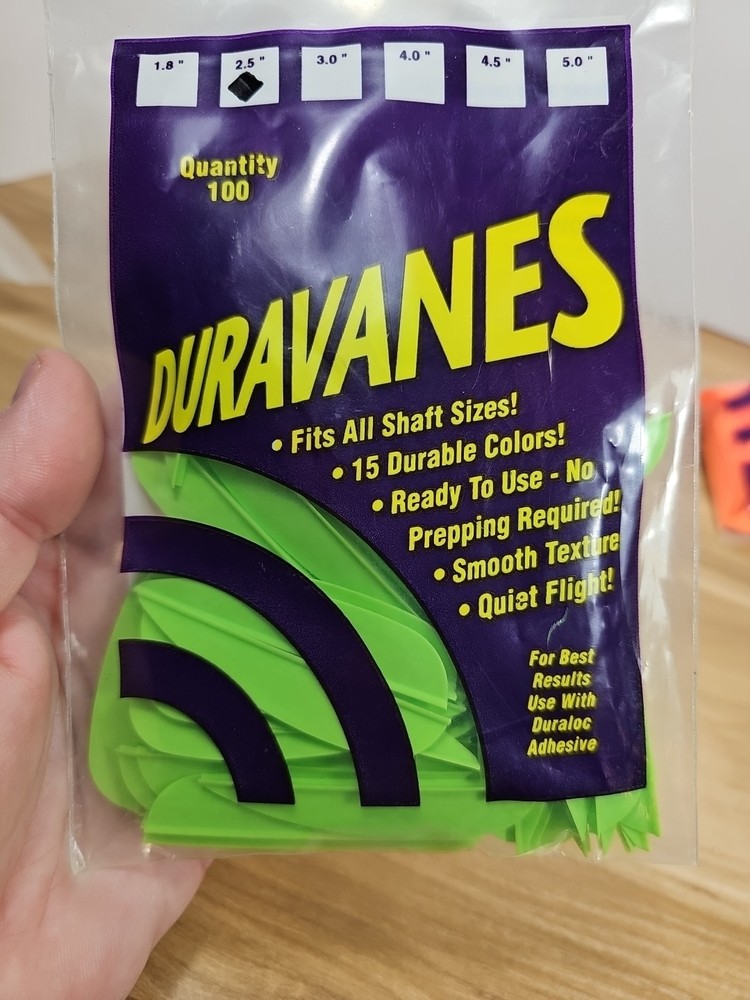 1.8 " 2.5 " 3.0 " 4.0 " 4.5 " 5.0 "
Quantity
100
DURAVANES
• Fits All Shaft Sizes!
• 15 Durable Colors!
• Ready To Use - No
Prepping Required!
• Smooth Texture
• Quiet Flight!
For Best
Results
Use With
Duraloc
Adhesive